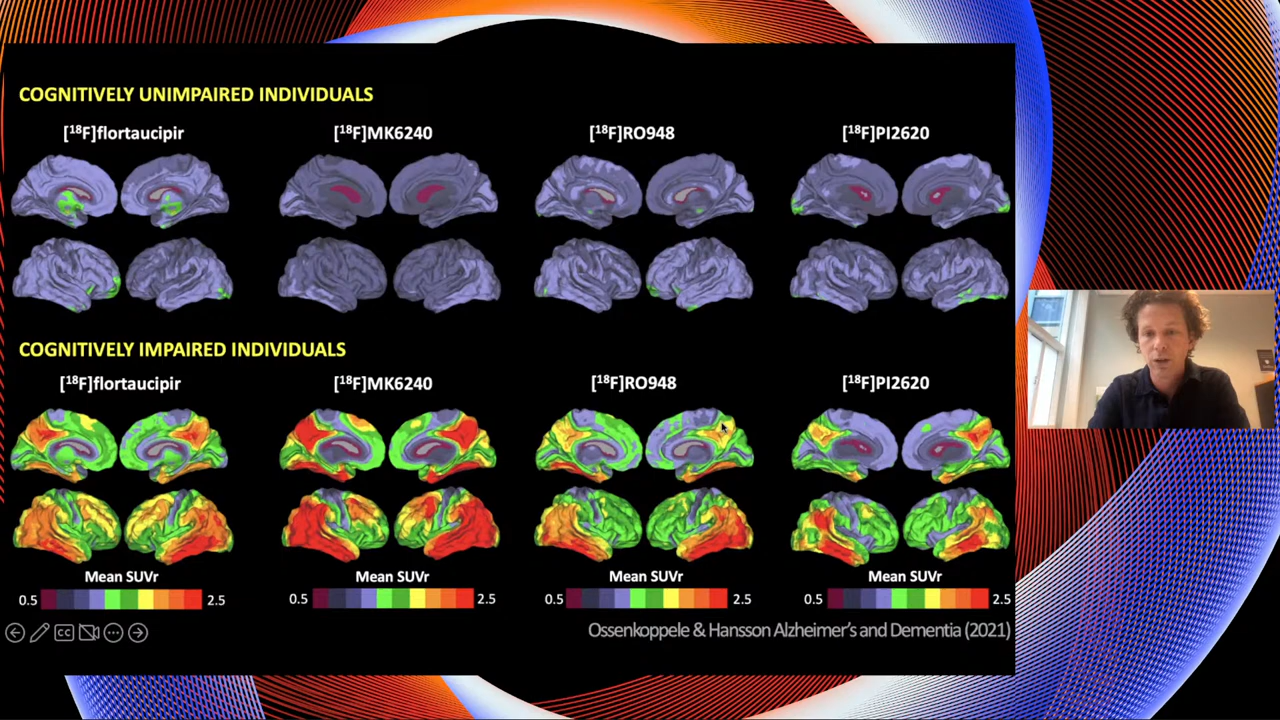 COGNITIVELY UNIMPAIRED INDIVIDUALS
[¹⁸F]flortaucipir [¹⁸F]MK6240 [¹⁸F]RO948 [¹⁸F]PI2620
COGNITIVELY IMPAIRED INDIVIDUALS
[¹⁸F]flortaucipir [¹⁸F]MK6240 [¹⁸F]RO948 [¹⁸F]PI2620
Mean SUVr Mean SUVr Mean SUVr Mean SUVr
0.5 2.5 0.5 2.5 0.5 2.5 0.5 2.5
CC
Ossenkoppele & Hansson Alzheimer's and Dementia (2021)